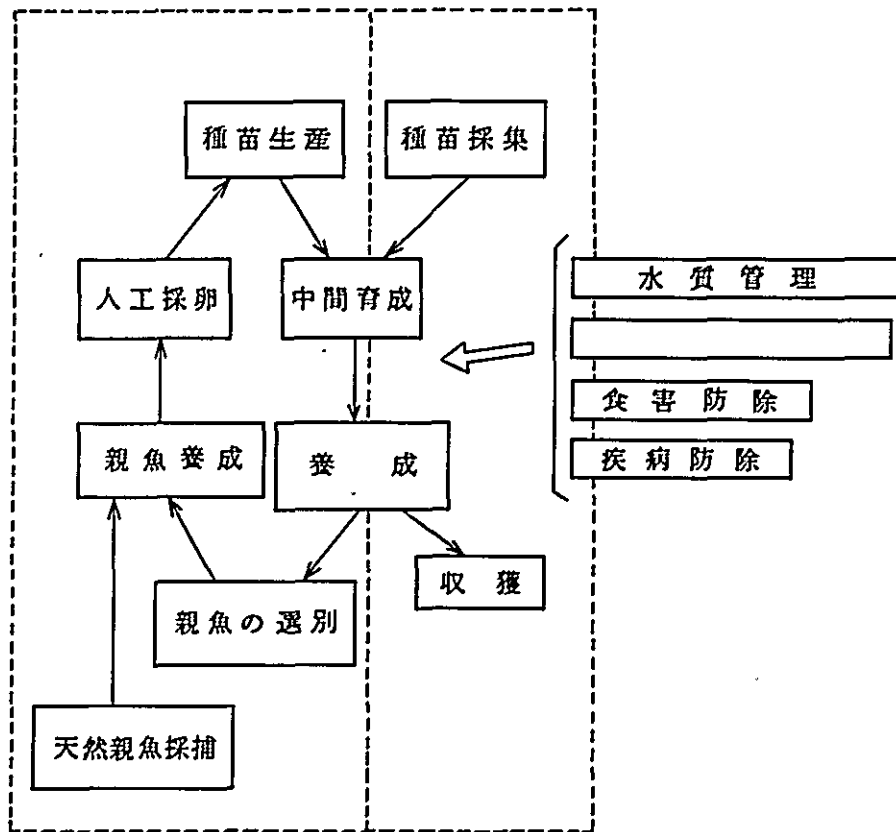 種苗生産
種苗採集
人工採卵
中間育成
水質管理
食害防除
親魚養成
養成
疾病防除
収獲
親魚の選別
天然親魚採捕